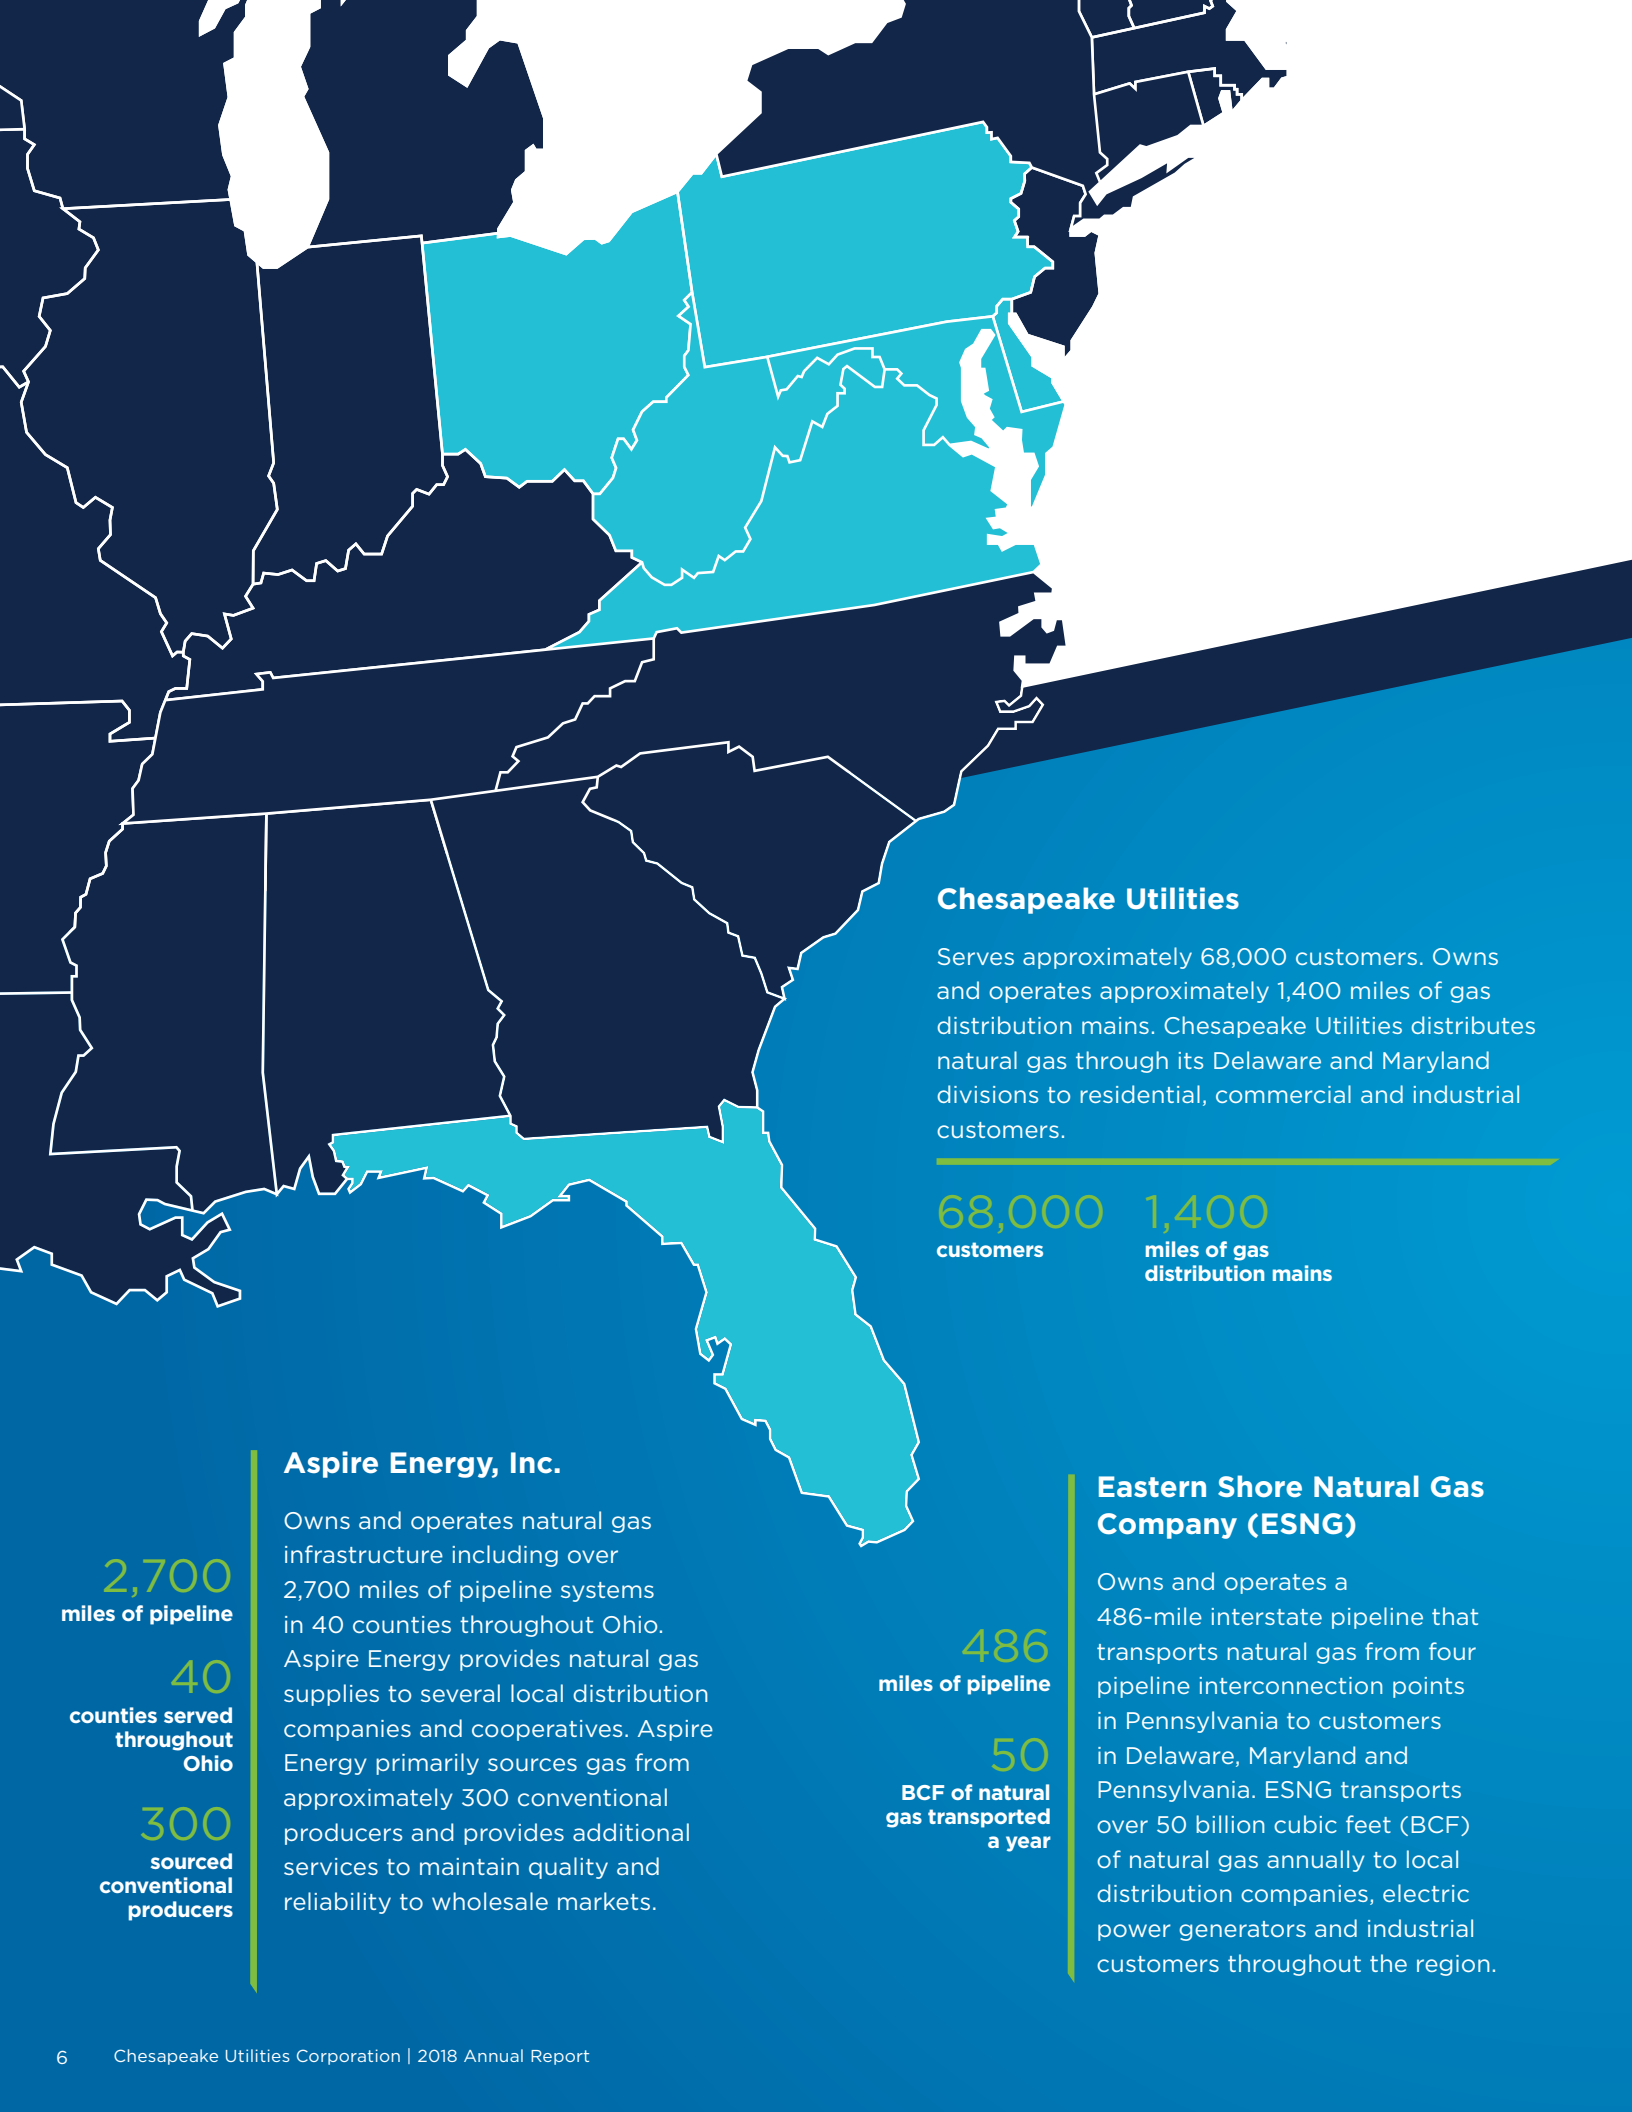 Chesapeake Utilities
Serves approximately 68,000 customers. Owns
and operates approximately 1,400 miles of gas
distribution mains. Chesapeake Utilities distributes
natural gas through its Delaware and Maryland
divisions to residential, commercial and industrial
customers.
68,000
customers
1,400
miles of gas
distribution mains
2,700
miles of pipeline
40
counties served
throughout
Ohio
300
sourced
conventional
producers
Aspire Energy, Inc.
Owns and operates natural gas
infrastructure including over
2,700 miles of pipeline systems
in 40 counties throughout Ohio.
Aspire Energy provides natural gas
supplies to several local distribution
companies and cooperatives. Aspire
Energy primarily sources gas from
approximately 300 conventional
producers and provides additional
services to maintain quality and
reliability to wholesale markets.
486
miles of pipeline
50
BCF of natural
gas transported
a year
Eastern Shore Natural Gas
Company (ESNG)
Owns and operates a
486-mile interstate pipeline that
transports natural gas from four
pipeline interconnection points
in Pennsylvania to customers
in Delaware, Maryland and
Pennsylvania. ESNG transports
over 50 billion cubic feet (BCF)
of natural gas annually to local
distribution companies, electric
power generators and industrial
customers throughout the region.
6 Chesapeake Utilities Corporation | 2018 Annual Report